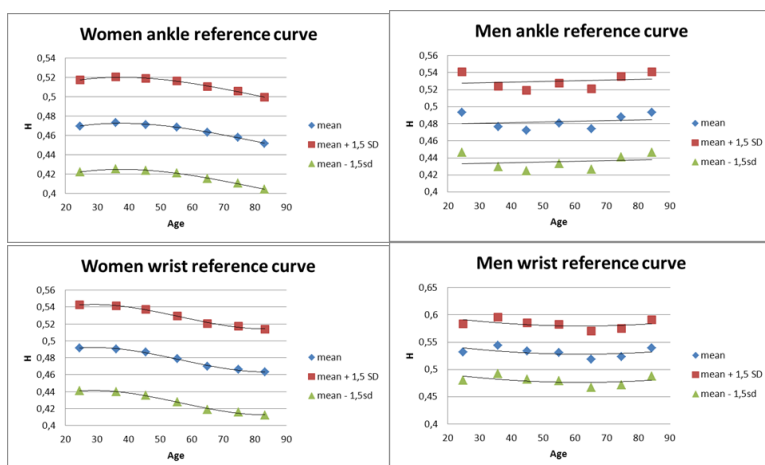 Women ankle reference curve
0,54
0,52
0,5
0,48
0,46
0,44
0,42
0,4
H
20 30 40 50 60 70 80 90
Age
mean
mean + 1,5 SD
mean - 1,5sd
Men ankle reference curve
0,56
0,54
0,52
0,5
0,48
0,46
0,44
0,42
0,4
H
20 30 40 50 60 70 80 90
Age
mean
mean + 1,5 SD
mean - 1,5sd
Women wrist reference curve
0,56
0,54
0,52
0,5
0,48
0,46
0,44
0,42
0,4
H
20 30 40 50 60 70 80 90
Age
mean
mean + 1,5 SD
mean - 1,5sd
Men wrist reference curve
0,65
0,6
0,55
0,5
0,45
0,4
H
20 30 40 50 60 70 80 90
Age
mean
mean + 1,5 SD
mean - 1,5sd